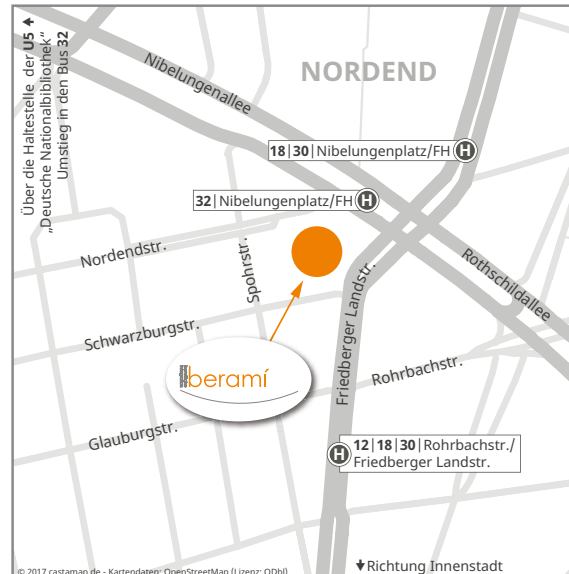 Über die Haltestelle der U5 ↑
„Deutsche Nationalbibliothek“
Umstieg in den Bus 32
NORDEND
Nibelungenallee
18|30|Nibelungenplatz/FH H
32|Nibelungenplatz/FH H
Nordendstr.
Spohrstr.
Rothschildallee
Schwarzburgstr.
Friedberger Landstr.
beramí
Rohrbachstr.
Glauburgstr.
H 12|18|30|Rohrbachstr./
Friedberger Landstr.
↓Richtung Innenstadt
© 2017 castamap.de - Kartendaten: OpenStreetMap (Lizenz: ODbl)